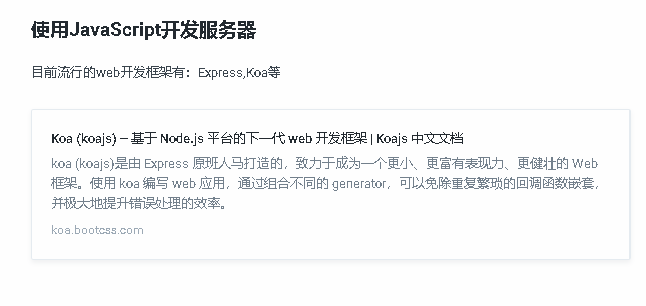 使用JavaScript开发服务器
目前流行的web开发框架有：Express,Koa等
Koa (koajs) -- 基于 Node.js 平台的下一代 web 开发框架 | Koajs 中文文档
koa (koajs)是由 Express 原班人马打造的，致力于成为一个更小、更富有表现力、更健壮的 Web
框架。使用 koa 编写 web 应用，通过组合不同的 generator，可以免除重复繁琐的回调函数嵌套，
并极大地提升错误处理的效率。
koa.bootcss.com